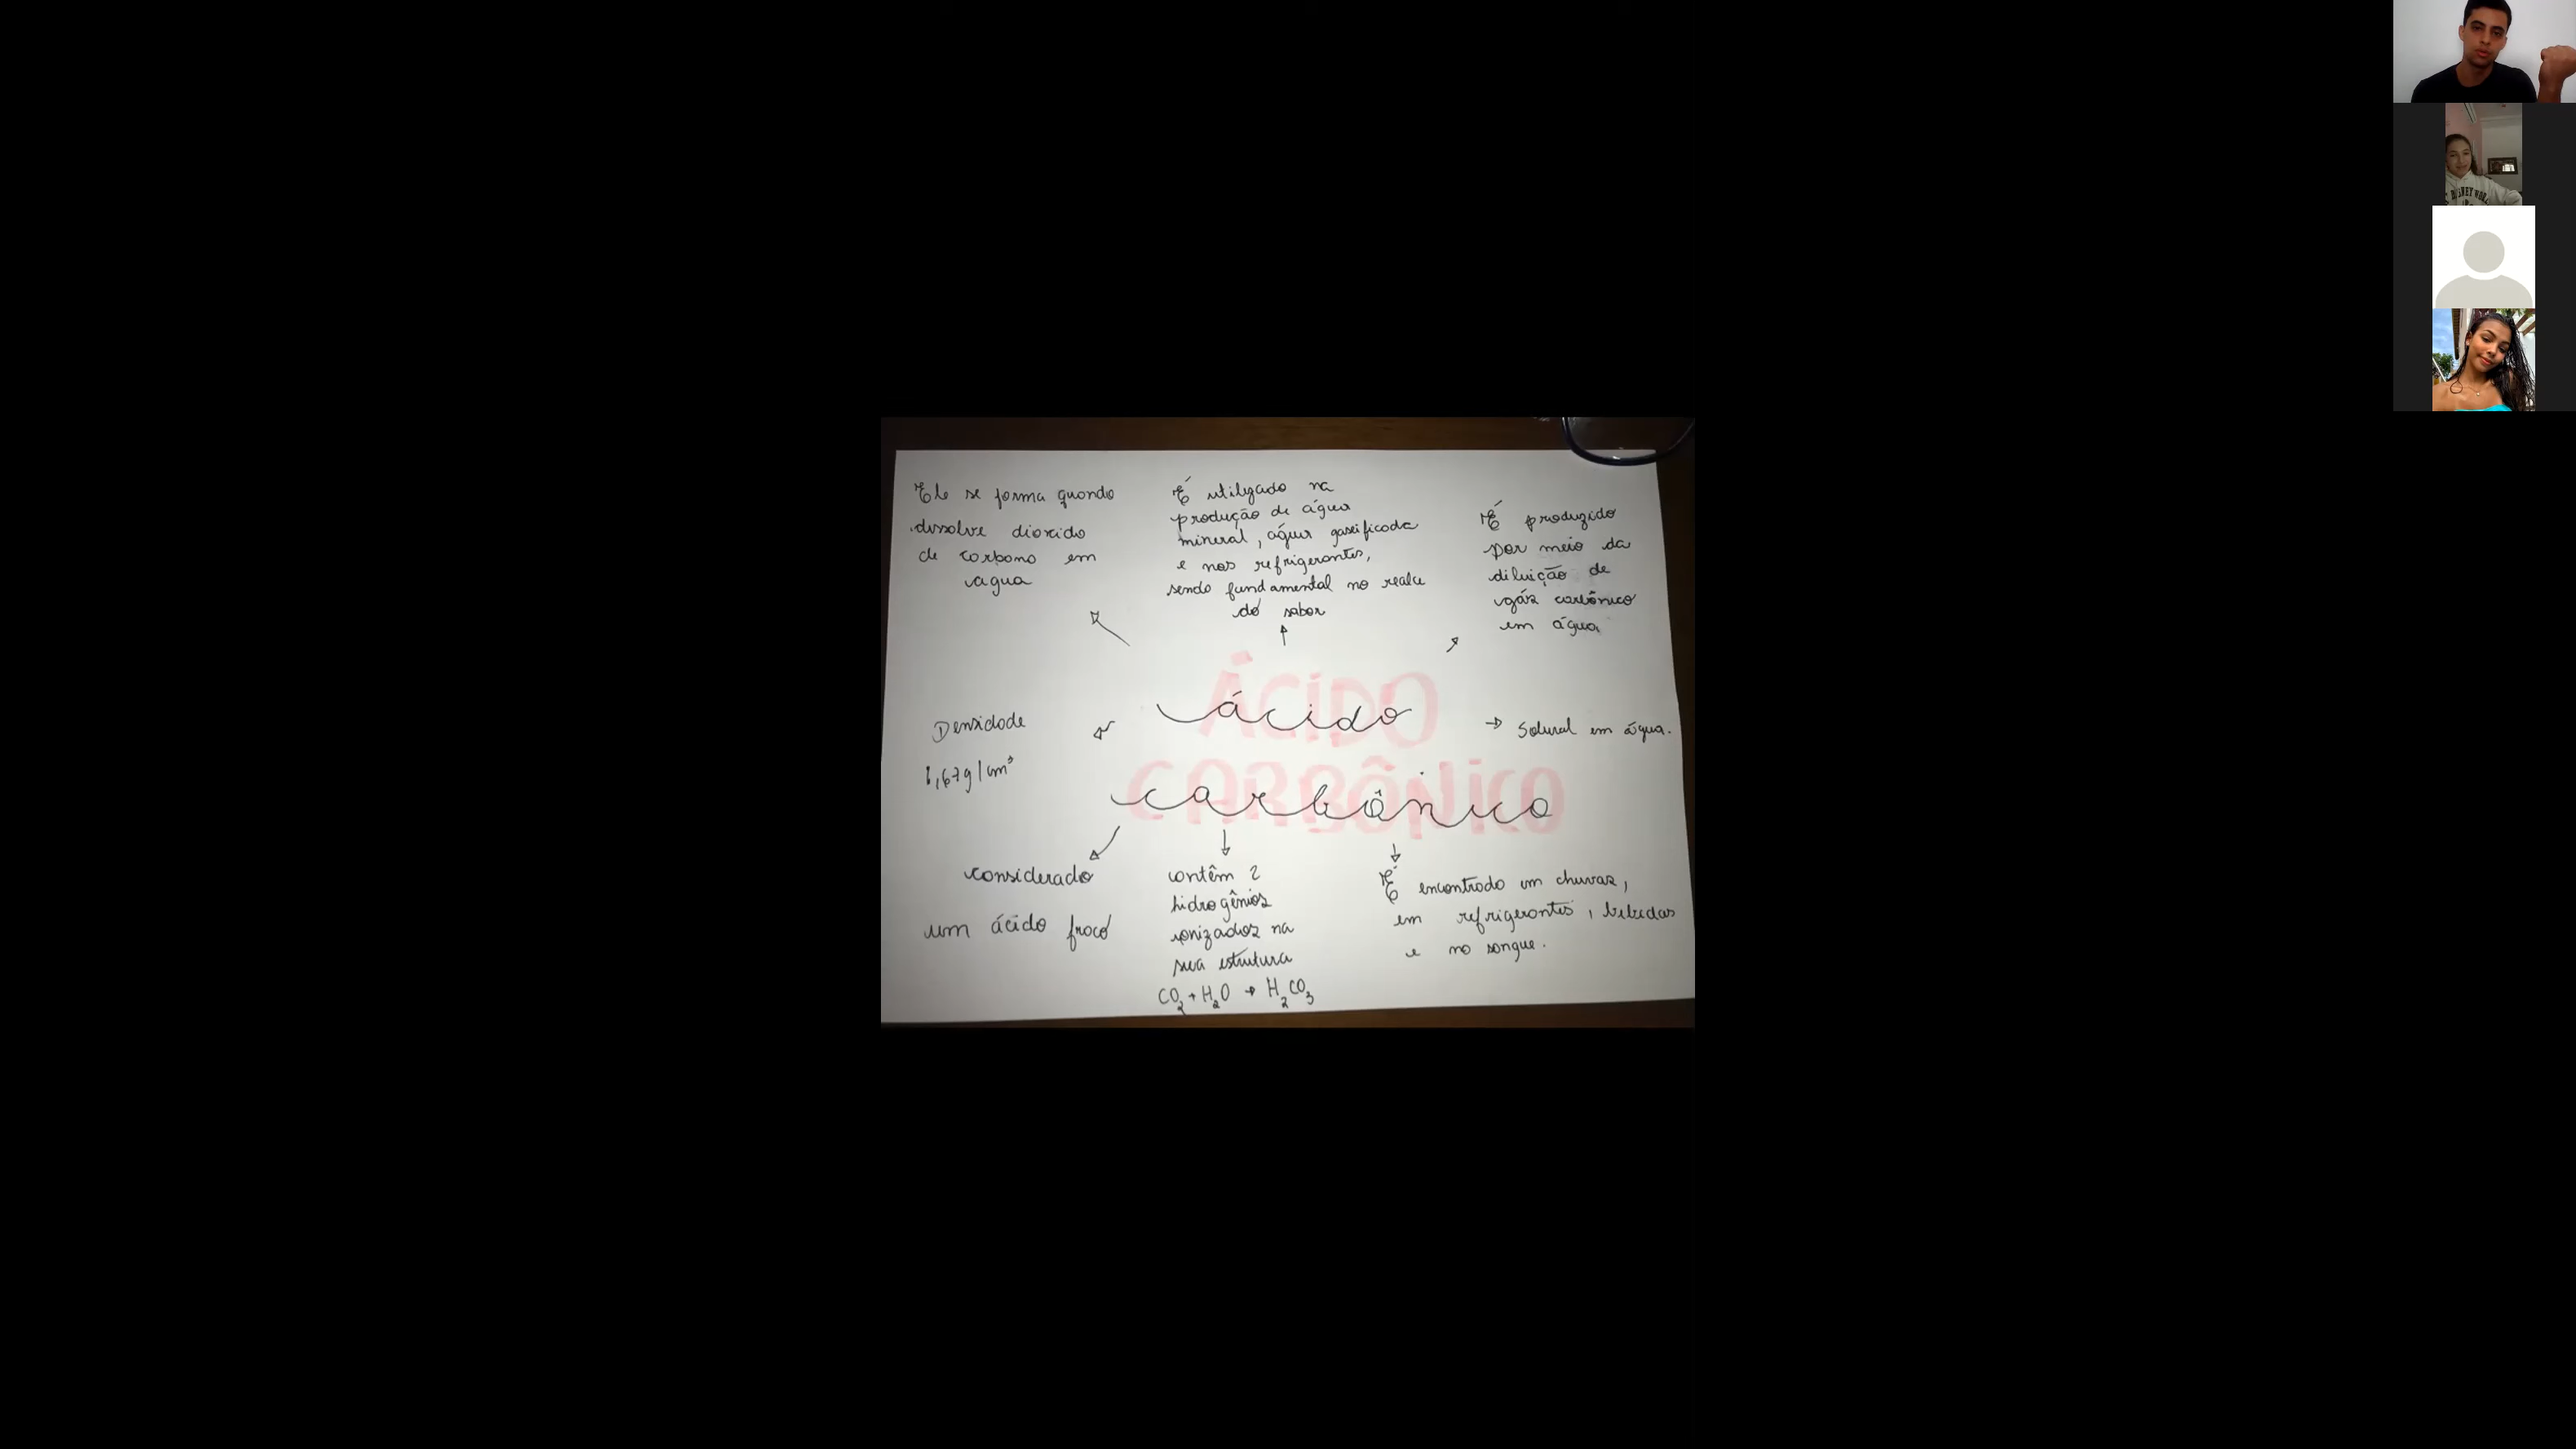 Ele se forma quando
dissolve dioxido
de carbono em
agua
É utilizado na
produção de água
mineral, água gaseificada
e nos refrigerantes,
sendo fundamental no realce
do sabor
É produzido
por meio da
diluição de
gás carbônico
em água
ÁCIDO
CARBÔNICO
ácido
carbônico
Densidade
1,67g/cm³
Solural em água.
considerado
um ácido fraco
contêm 2
hidrogênios
ionizados na
sua estrutura
CO₂ + H₂O → H₂CO₃
É encontrado em chuvas,
em refrigerantes, bebidas
e no sangue.